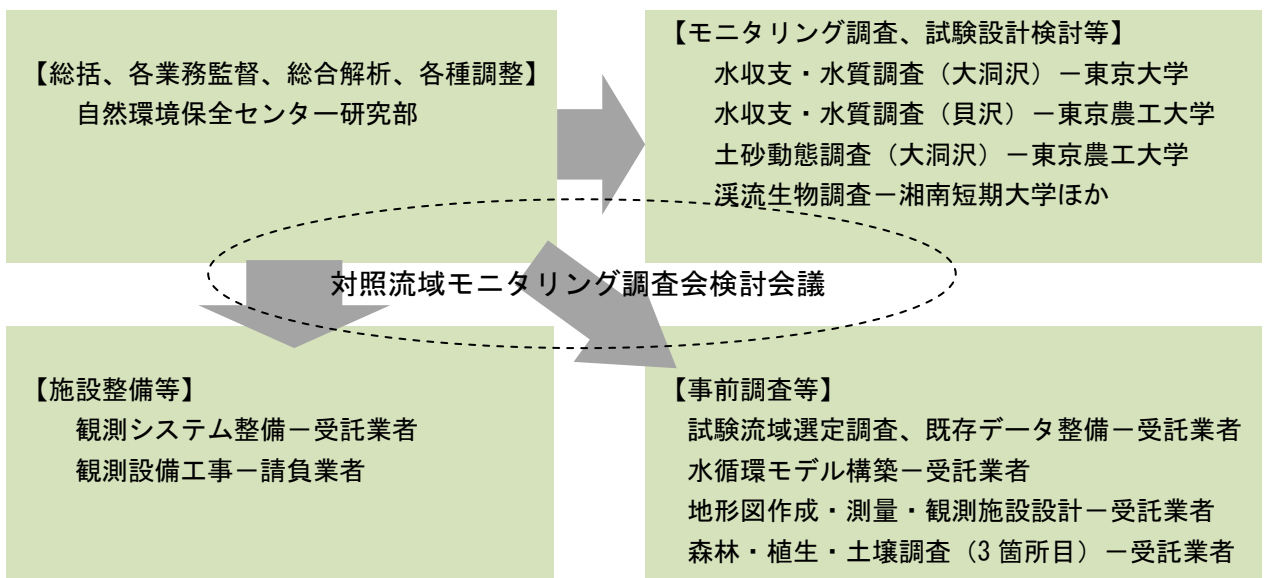 【総括、各業務監督、総合解析、各種調整】
自然環境保全センター研究部
【モニタリング調査、試験設計検討等】
水収支・水質調査（大洞沢）－東京大学
水収支・水質調査（貝沢）－東京農工大学
土砂動態調査（大洞沢）－東京農工大学
渓流生物調査－湘南短期大学ほか
対照流域モニタリング調査会検討会議
【施設整備等】
観測システム整備－受託業者
観測設備工事－請負業者
【事前調査等】
試験流域選定調査、既存データ整備－受託業者
水循環モデル構築－受託業者
地形図作成・測量・観測施設設計－受託業者
森林・植生・土壌調査（3 箇所目）－受託業者